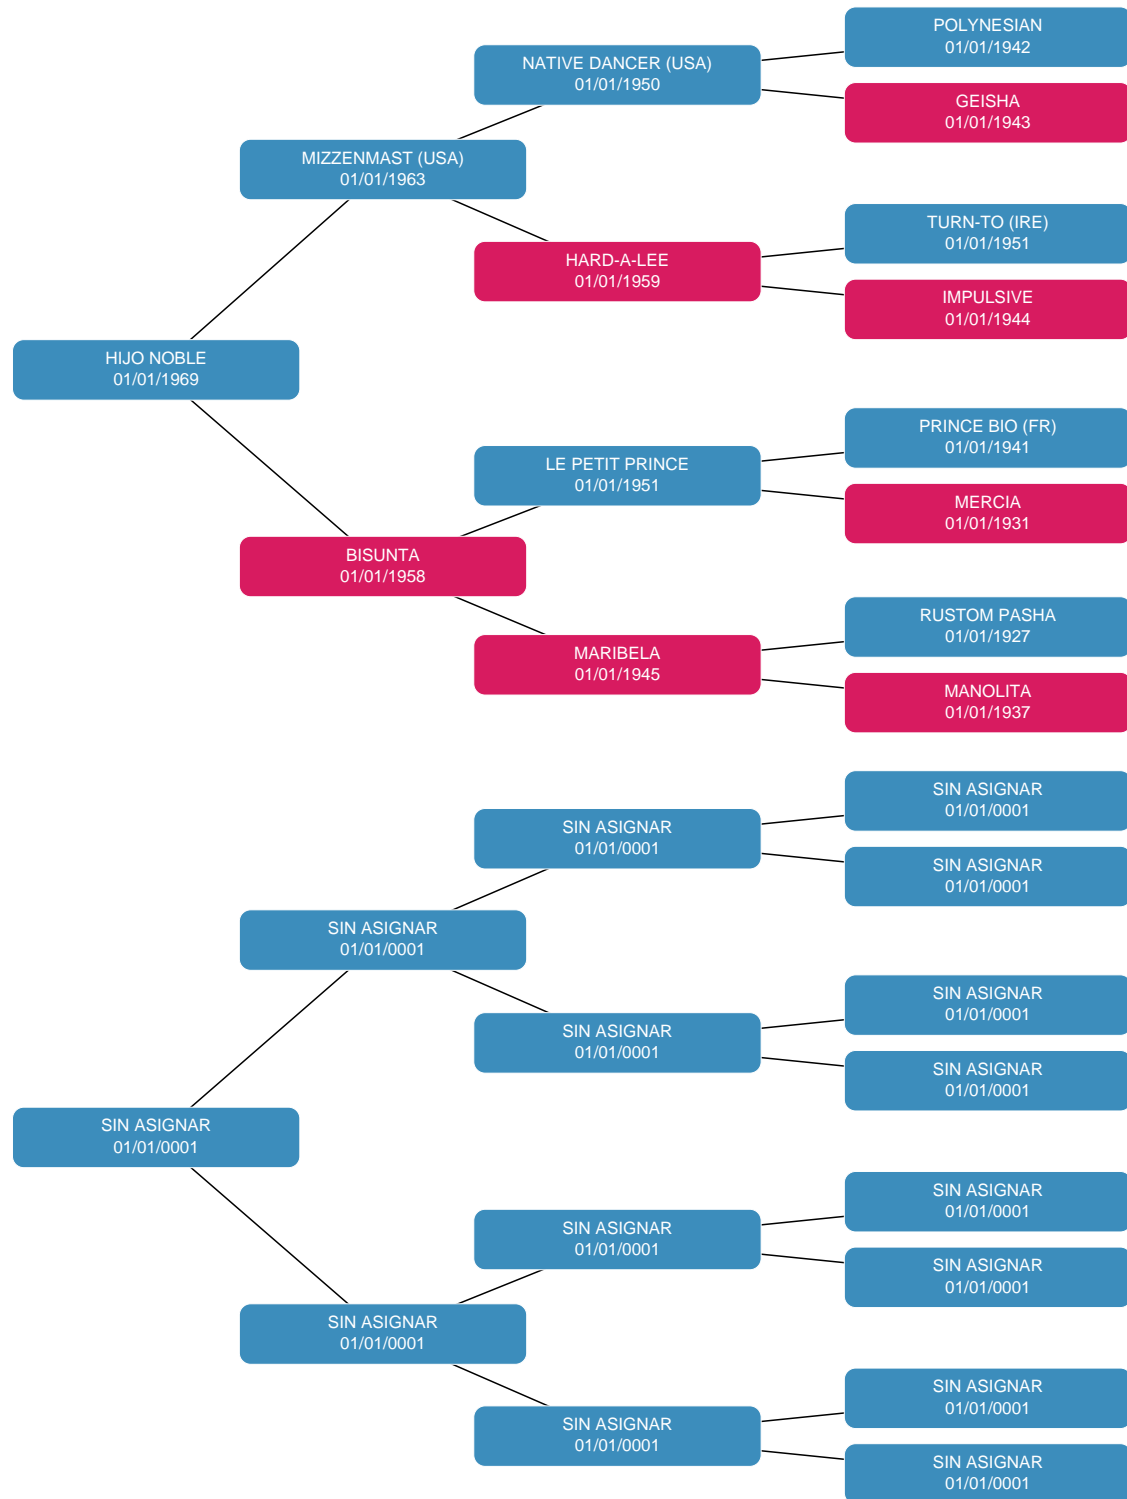 POLYNESIAN
01/01/1942
NATIVE DANCER (USA)
01/01/1950
GEISHA
01/01/1943
MIZZENMAST (USA)
01/01/1963
TURN-TO (IRE)
01/01/1951
HARD-A-LEE
01/01/1959
IMPULSIVE
01/01/1944
HIJO NOBLE
01/01/1969
PRINCE BIO (FR)
01/01/1941
LE PETIT PRINCE
01/01/1951
MERCIA
01/01/1931
BISUNTA
01/01/1958
RUSTOM PASHA
01/01/1927
MARIBELA
01/01/1945
MANOLITA
01/01/1937
SIN ASIGNAR
01/01/0001
SIN ASIGNAR
01/01/0001
SIN ASIGNAR
01/01/0001
SIN ASIGNAR
01/01/0001
SIN ASIGNAR
01/01/0001
SIN ASIGNAR
01/01/0001
SIN ASIGNAR
01/01/0001
SIN ASIGNAR
01/01/0001
SIN ASIGNAR
01/01/0001
SIN ASIGNAR
01/01/0001
SIN ASIGNAR
01/01/0001
SIN ASIGNAR
01/01/0001
SIN ASIGNAR
01/01/0001
SIN ASIGNAR
01/01/0001
SIN ASIGNAR
01/01/0001